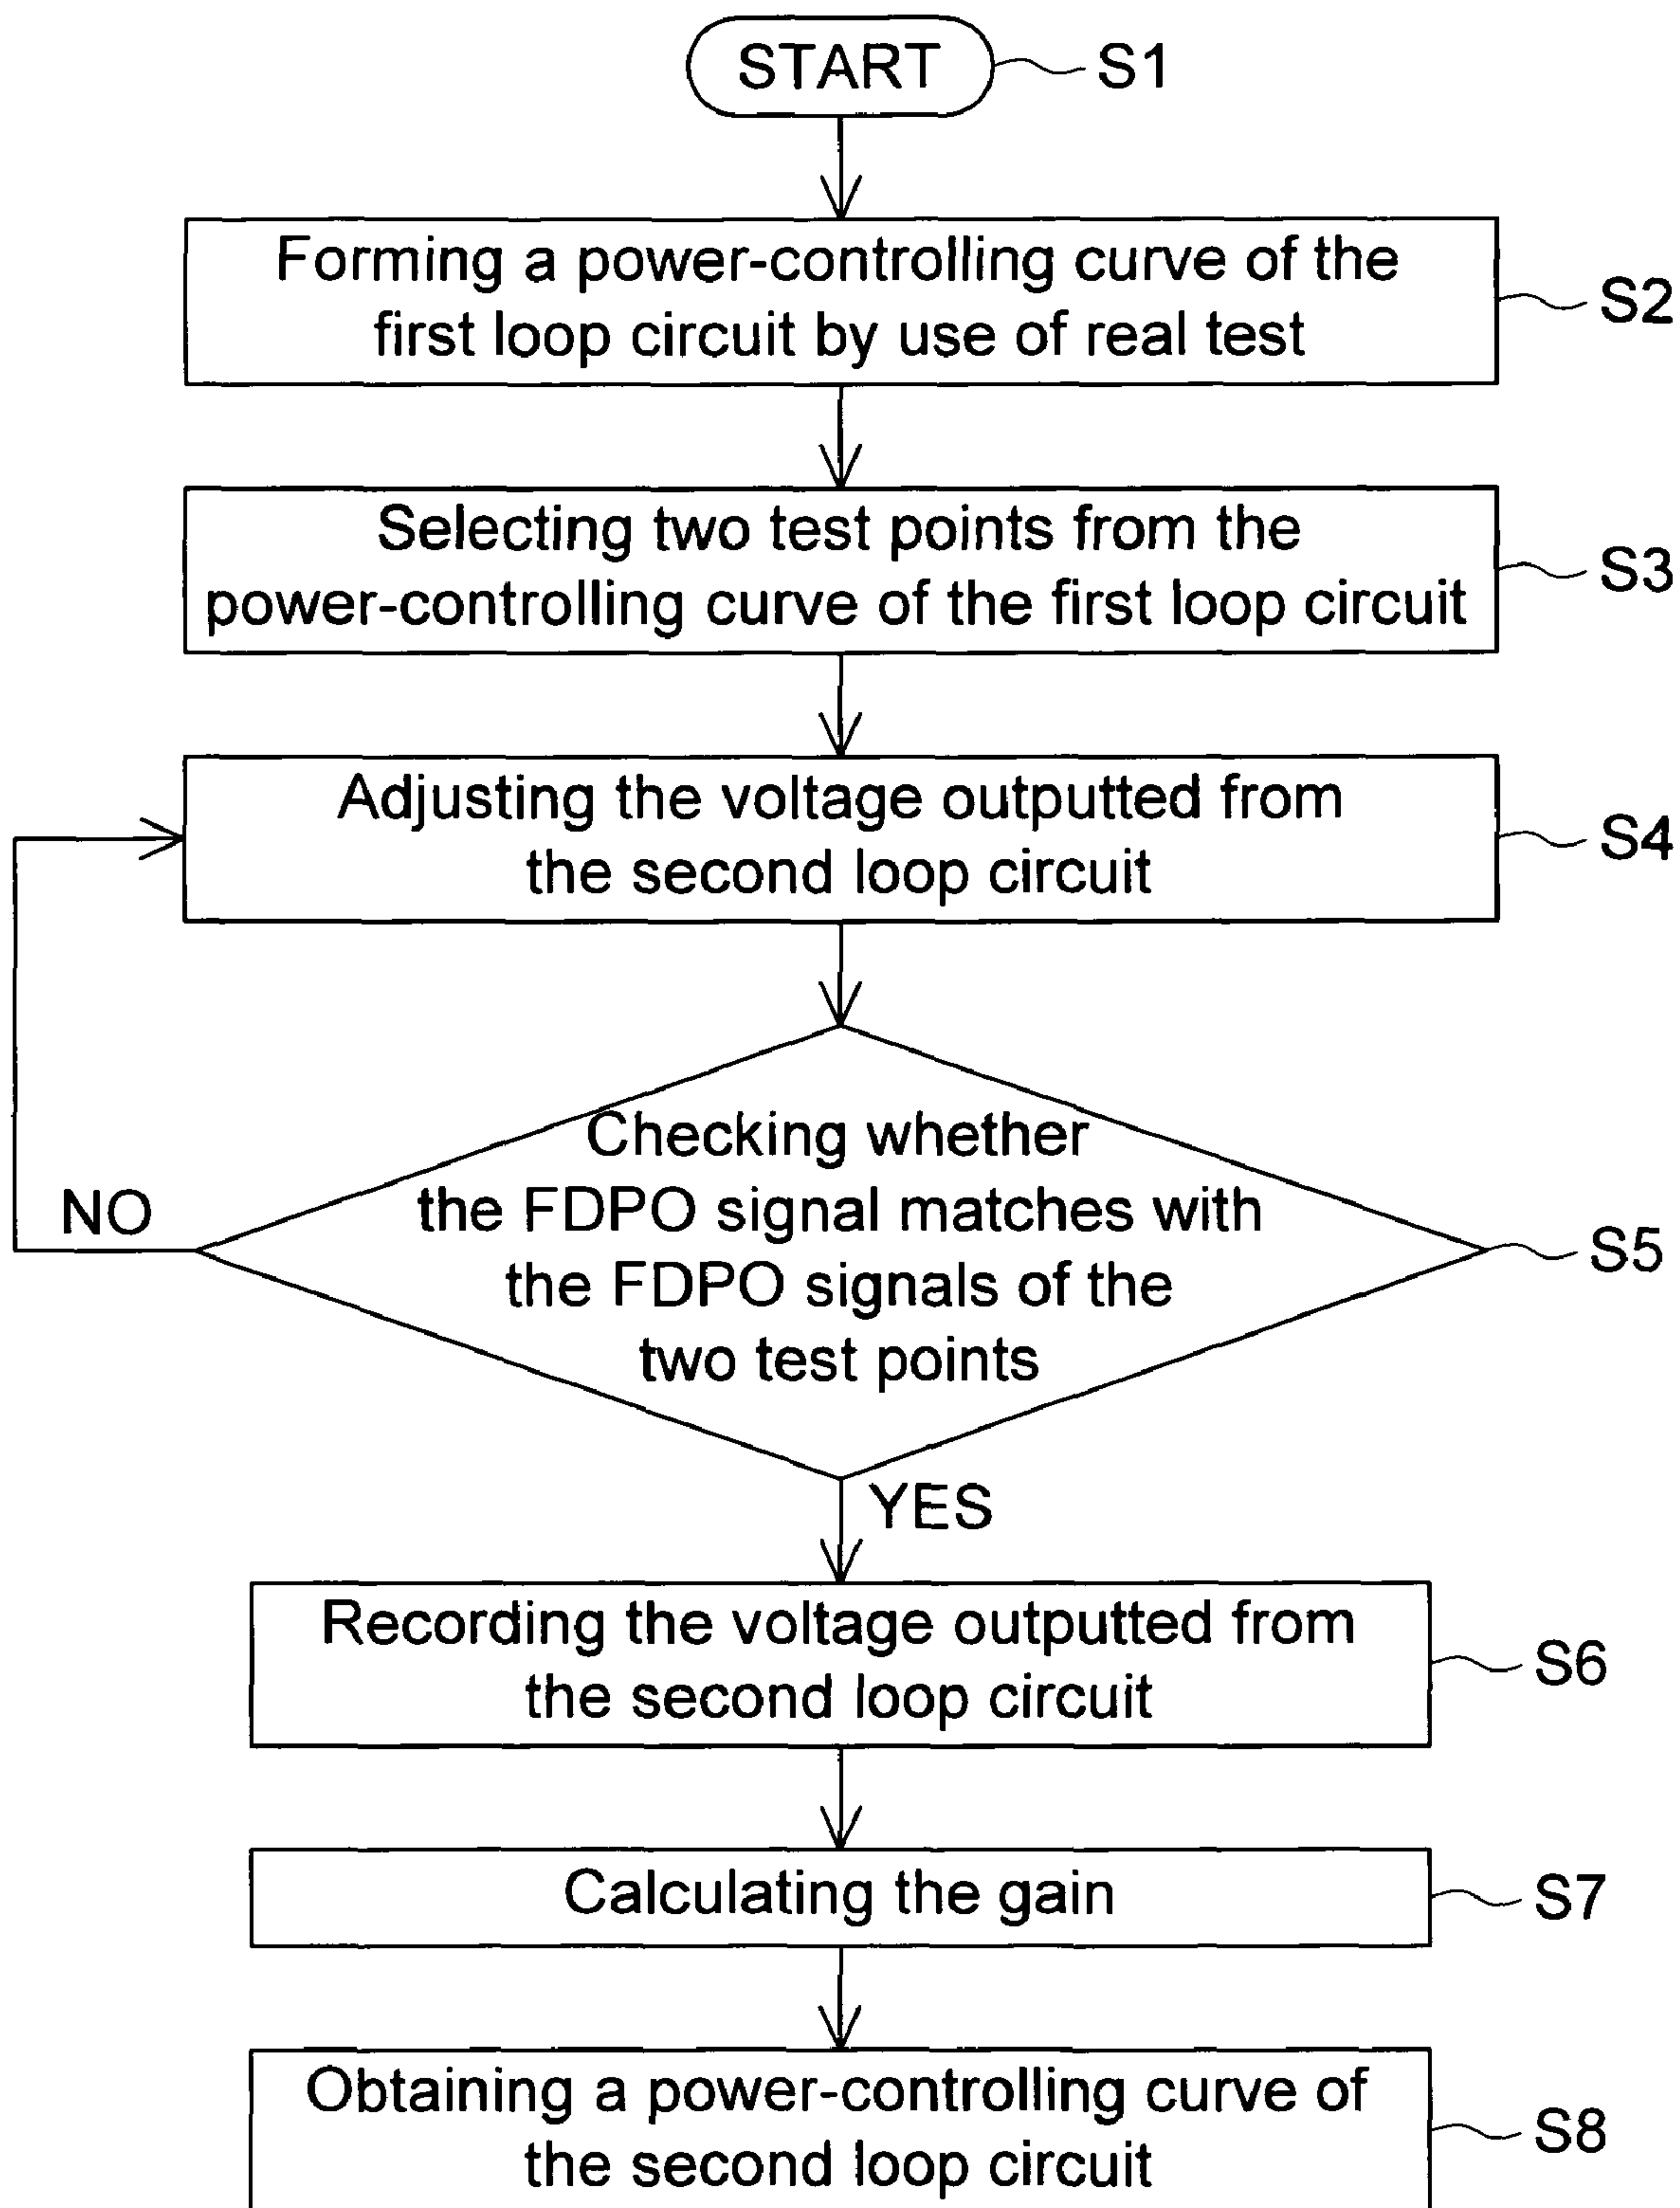 START
S1
Forming a power-controlling curve of the
first loop circuit by use of real test
S2
Selecting two test points from the
power-controlling curve of the first loop circuit
S3
Adjusting the voltage outputted from
the second loop circuit
S4
Checking whether
the FDPO signal matches with
the FDPO signals of the
two test points
NO
S5
YES
Recording the voltage outputted from
the second loop circuit
S6
Calculating the gain
S7
Obtaining a power-controlling curve of
the second loop circuit
S8